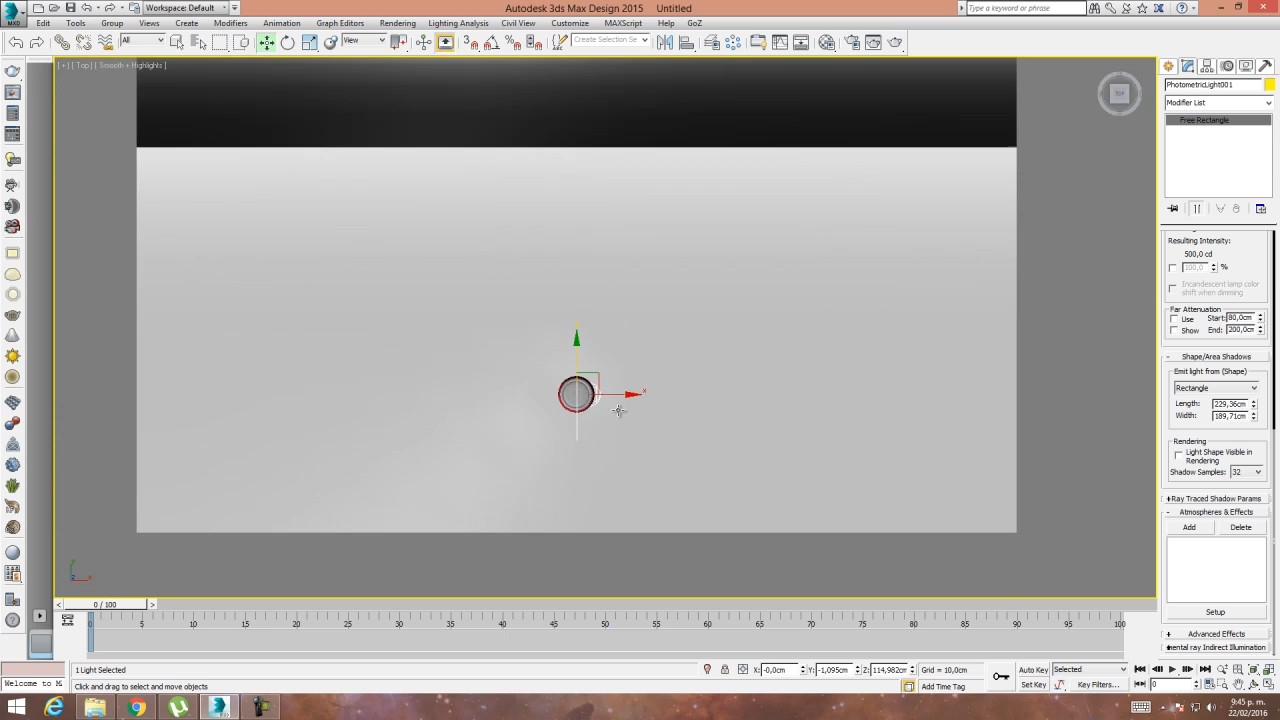 Workspace: Default
Autodesk 3ds Max Design 2015 Untitled
Type a keyword or phrase
Edit Tools Group Views Create Modifiers Animation Graph Editors Rendering Lighting Analysis Civil View Customize MAXScript Help GoZ
All View Create Selection Se
[ + ] [ Top ] [ Smooth + Highlights ]
TOP
PhotometricLight001
Modifier List
Free Rectangle
Resulting Intensity:
500,0 cd
100,0 %
Incandescent lamp color
shift when dimming
Far Attenuation
Use Start: 80,0cm
Show End: 200,0cm
- Shape/Area Shadows
Emit light from (Shape)
Rectangle
Length: 229,36cm
Width: 189,71cm
Rendering
Light Shape Visible in
Rendering
Shadow Samples: 32
+Ray Traced Shadow Params
- Atmospheres & Effects
Add Delete
Setup
+ Advanced Effects
ental ray Indirect Illumination
x
< 0 / 100 >
0 5 10 15 20 25 30 35 40 45 50 55 60 65 70 75 80 85 90 95 100
1 Light Selected X: -0,0cm Y: -1,095cm Z: 114,982cm Grid = 10,0cm Auto Key Selected
Welcome to M Click and drag to select and move objects Add Time Tag Set Key Key Filters... 0
9:45 p. m.
22/02/2016